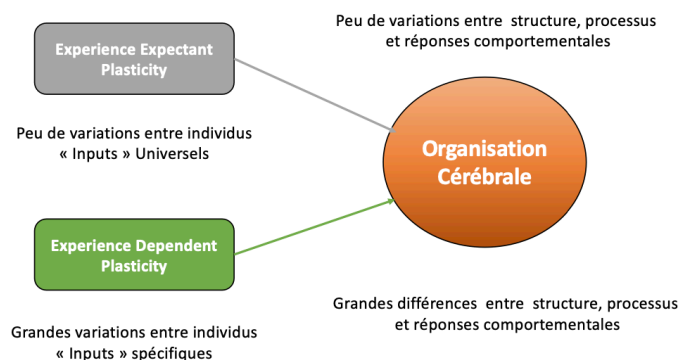 Experience Expectant
Plasticity
Peu de variations entre individus
« Inputs » Universels
Experience Dependent
Plasticity
Grandes variations entre individus
« Inputs » spécifiques
Peu de variations entre  structure, processus
et réponses comportementales
Organisation
Cérébrale
Grandes différences  entre  structure, processus
et réponses comportementales